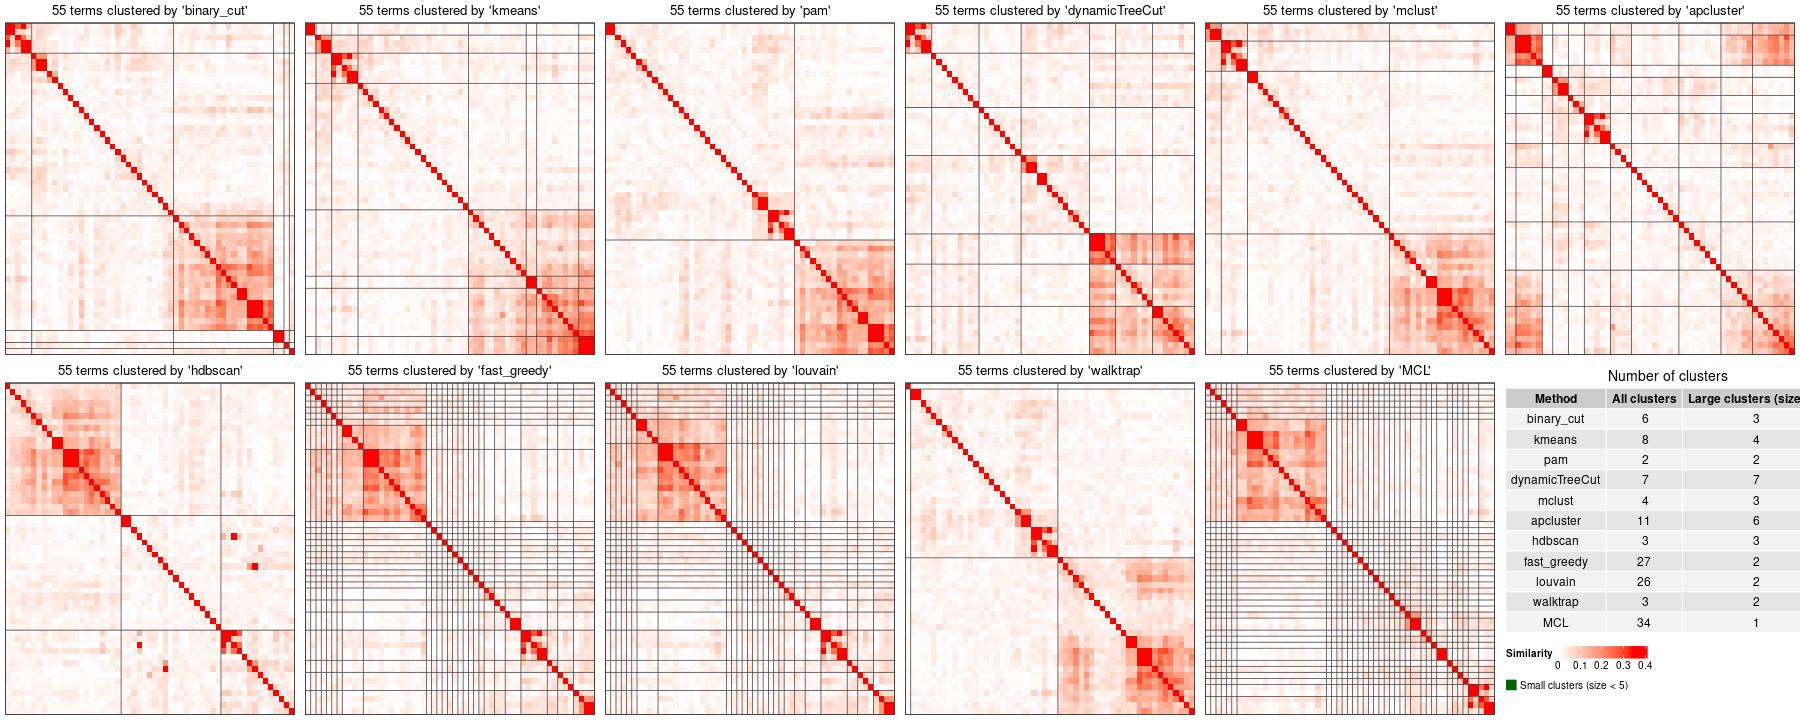 55 terms clustered by 'binary_cut'
55 terms clustered by 'kmeans'
55 terms clustered by 'pam'
55 terms clustered by 'dynamicTreeCut'
55 terms clustered by 'mclust'
55 terms clustered by 'apcluster'
55 terms clustered by 'hdbscan'
55 terms clustered by 'fast_greedy'
55 terms clustered by 'louvain'
55 terms clustered by 'walktrap'
55 terms clustered by 'MCL'
Number of clusters
Method All clusters Large clusters (size
binary_cut 6 3
kmeans 8 4
pam 2 2
dynamicTreeCut 7 7
mclust 4 3
apcluster 11 6
hdbscan 3 3
fast_greedy 27 2
louvain 26 2
walktrap 3 2
MCL 34 1
Similarity
0 0.1 0.2 0.3 0.4
Small clusters (size < 5)